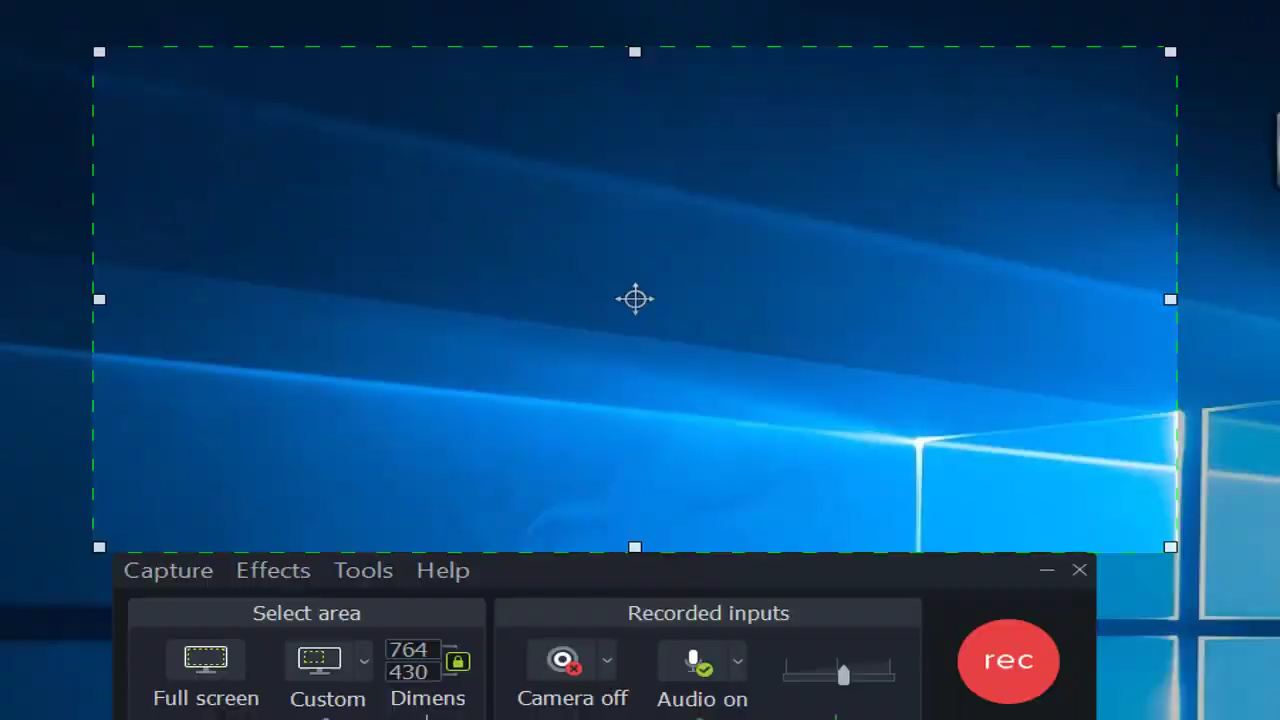 Capture Effects Tools Help
Select area
Recorded inputs
764
430
rec
Full screen
Custom
Dimens
Camera off
Audio on